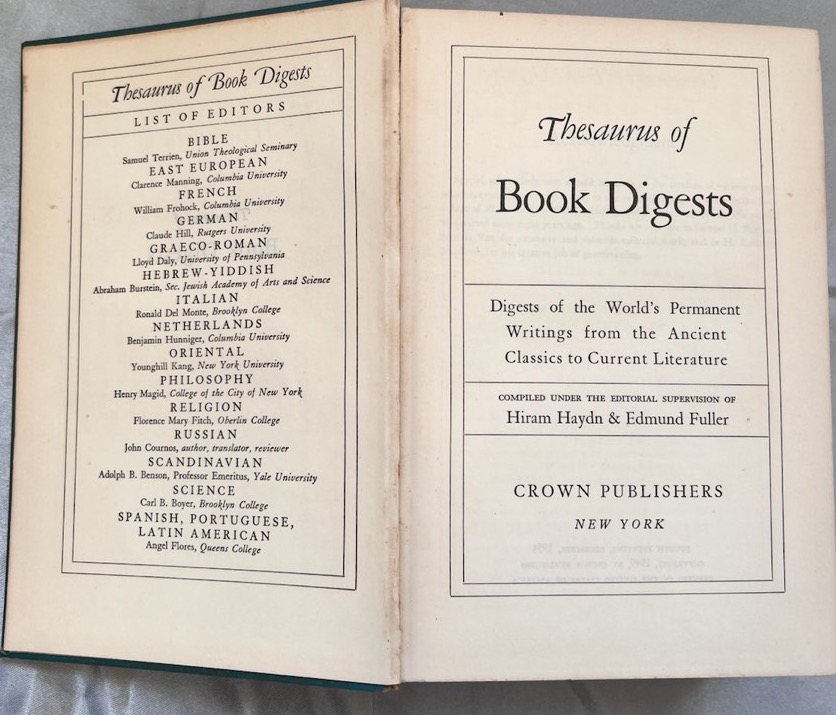 Thesaurus of Book Digests
LIST OF EDITORS
BIBLE
Samuel Terrien, Union Theological Seminary
EAST EUROPEAN
Clarence Manning, Columbia University
FRENCH
William Frohock, Columbia University
GERMAN
Claude Hill, Rutgers University
GRAECO-ROMAN
Lloyd Daly, University of Pennsylvania
HEBREW-YIDDISH
Abraham Burstein, Sec. Jewish Academy of Arts and Science
ITALIAN
Ronald Del Monte, Brooklyn College
NETHERLANDS
Benjamin Hunniger, Columbia University
ORIENTAL
Younghill Kang, New York University
PHILOSOPHY
Henry Magid, College of the City of New York
RELIGION
Florence Mary Fitch, Oberlin College
RUSSIAN
John Cournos, author, translator, reviewer
SCANDINAVIAN
Adolph B. Benson, Professor Emeritus, Yale University
SCIENCE
Carl B. Boyer, Brooklyn College
SPANISH, PORTUGUESE,
LATIN AMERICAN
Angel Flores, Queens College
Thesaurus of
Book Digests
Digests of the World's Permanent
Writings from the Ancient
Classics to Current Literature
COMPILED UNDER THE EDITORIAL SUPERVISION OF
Hiram Haydn & Edmund Fuller
CROWN PUBLISHERS
NEW YORK